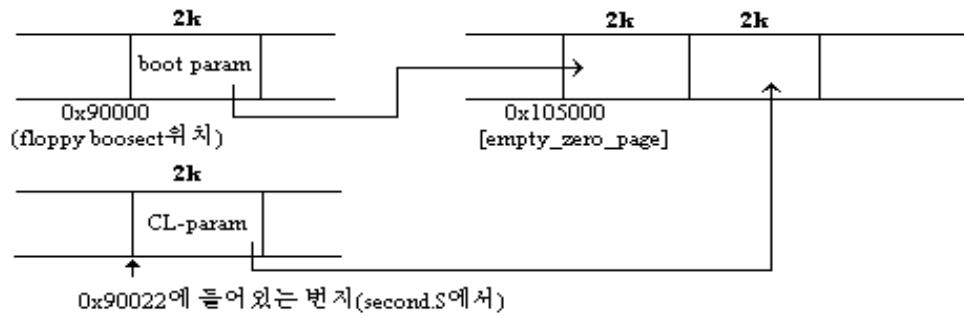 2k
2k
2k
boot param
0x90000
(floppy boosect위치)
0x105000
[empty_zero_page]
2k
CL-param
0x90022에 들어있는 번지(second.S에서)